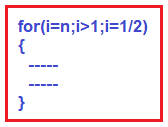 for(i=n;i>1;i=1/2)
{
-----
-----
}